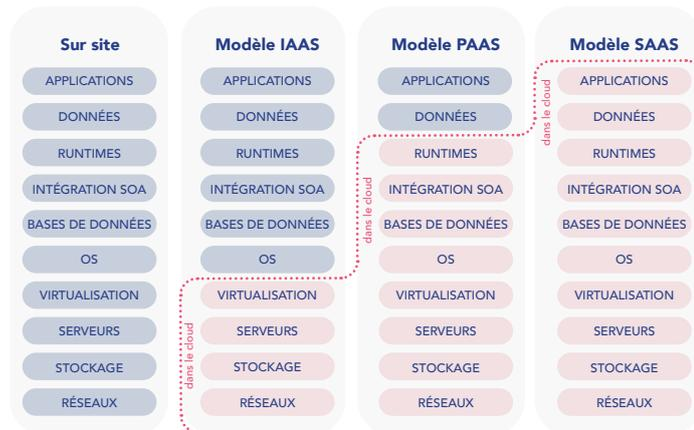 Sur site
APPLICATIONS
DONNÉES
RUNTIMES
INTÉGRATION SOA
BASES DE DONNÉES
OS
VIRTUALISATION
SERVEURS
STOCKAGE
RÉSEAUX
Modèle IAAS
APPLICATIONS
DONNÉES
RUNTIMES
INTÉGRATION SOA
BASES DE DONNÉES
OS
dans le cloud
VIRTUALISATION
SERVEURS
STOCKAGE
RÉSEAUX
Modèle PAAS
APPLICATIONS
DONNÉES
dans le cloud
RUNTIMES
INTÉGRATION SOA
BASES DE DONNÉES
OS
VIRTUALISATION
SERVEURS
STOCKAGE
RÉSEAUX
Modèle SAAS
dans le cloud
APPLICATIONS
DONNÉES
RUNTIMES
INTÉGRATION SOA
BASES DE DONNÉES
OS
VIRTUALISATION
SERVEURS
STOCKAGE
RÉSEAUX